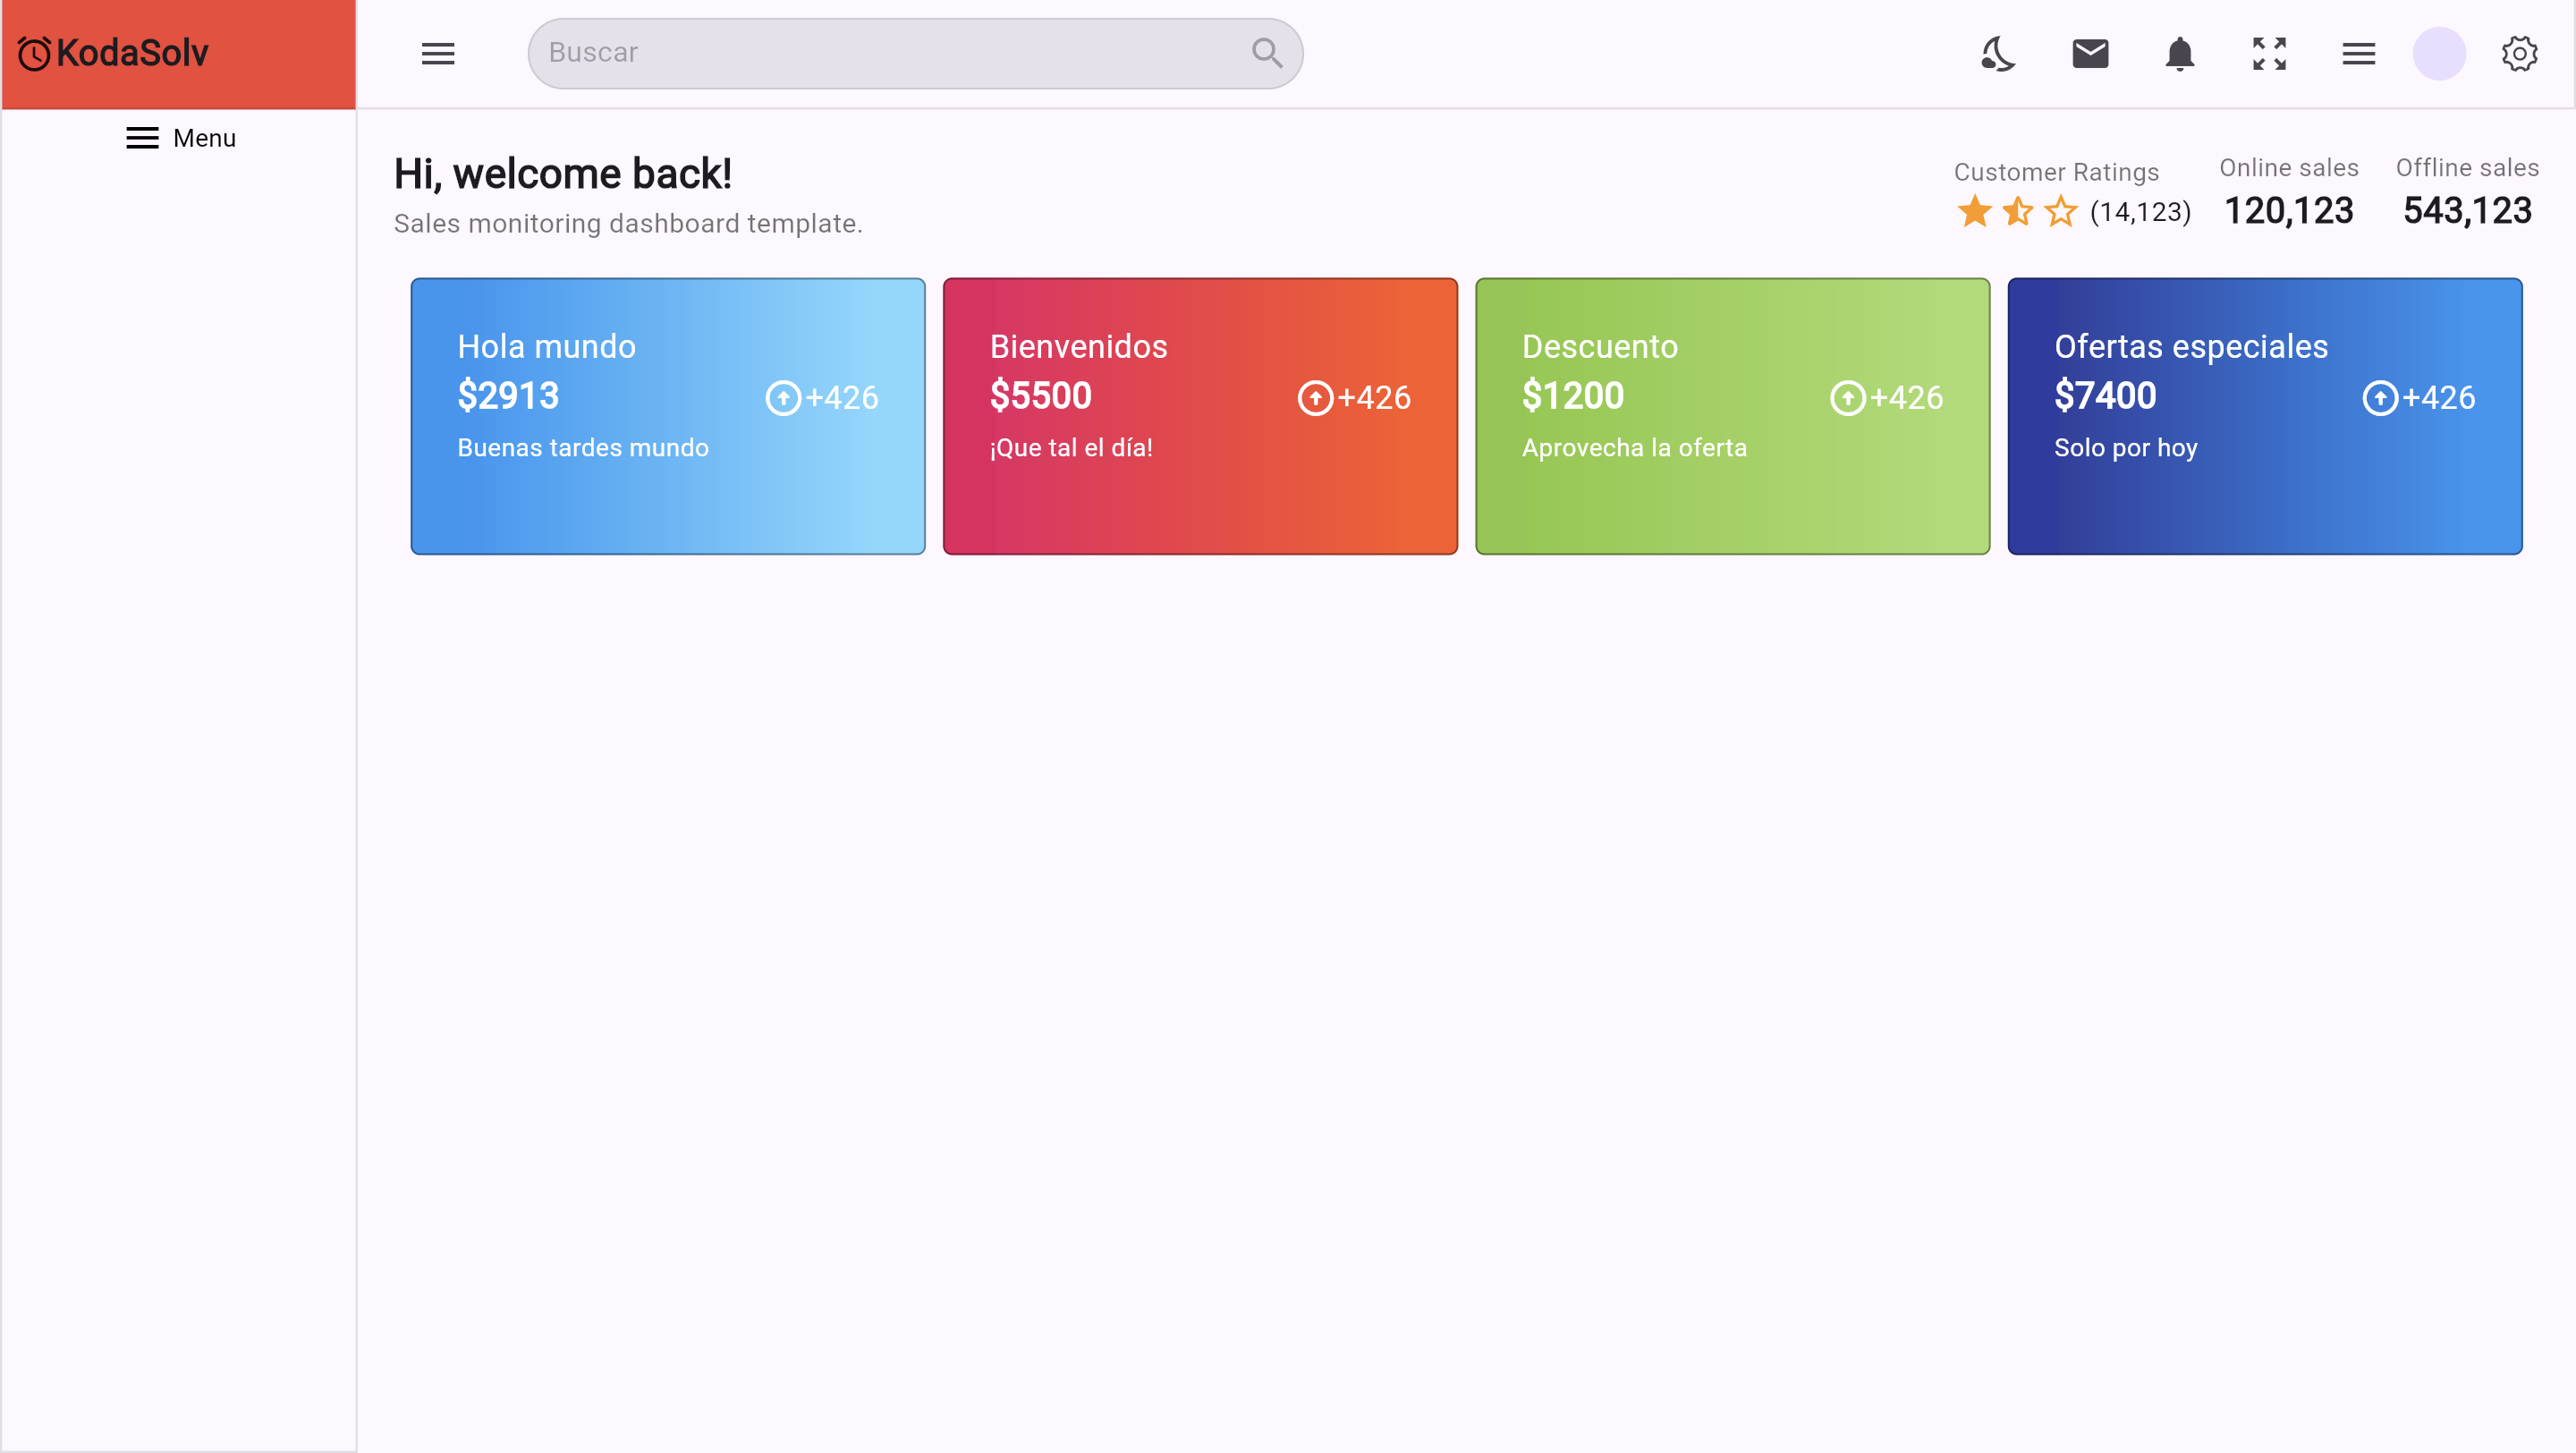 KodaSolv
Buscar
Menu
Hi, welcome back!
Sales monitoring dashboard template.
Customer Ratings
(14,123)
Online sales
120,123
Offline sales
543,123
Hola mundo
$2913
+426
Buenas tardes mundo
Bienvenidos
$5500
+426
¡Que tal el día!
Descuento
$1200
+426
Aprovecha la oferta
Ofertas especiales
$7400
+426
Solo por hoy